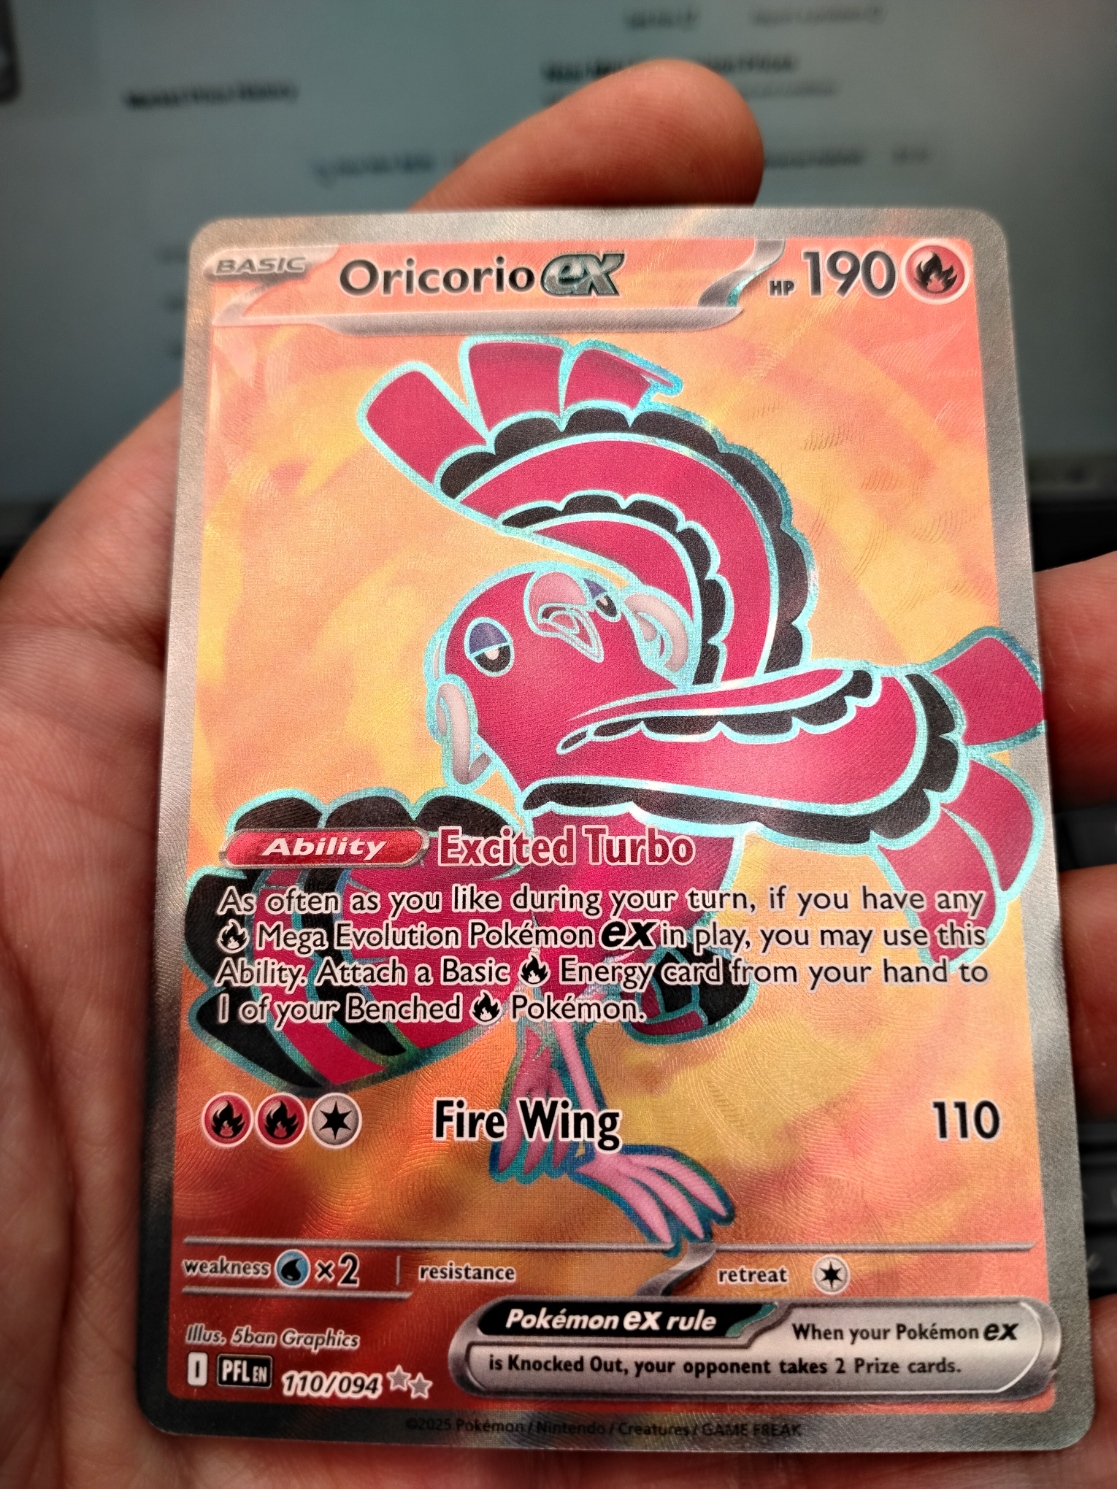 BASIC Oricorio ex HP 190
Ability Excited Turbo
As often as you like during your turn, if you have any
Mega Evolution Pokémon ex in play, you may use this
Ability. Attach a Basic Energy card from your hand to
1 of your Benched Pokémon.
Fire Wing 110
weakness ×2 resistance retreat
Illus. 5ban Graphics
Pokémon ex rule When your Pokémon ex
is Knocked Out, your opponent takes 2 Prize cards.
I PFL EN 110/094
©2025 Pokémon / Nintendo / Creatures / GAME FREAK